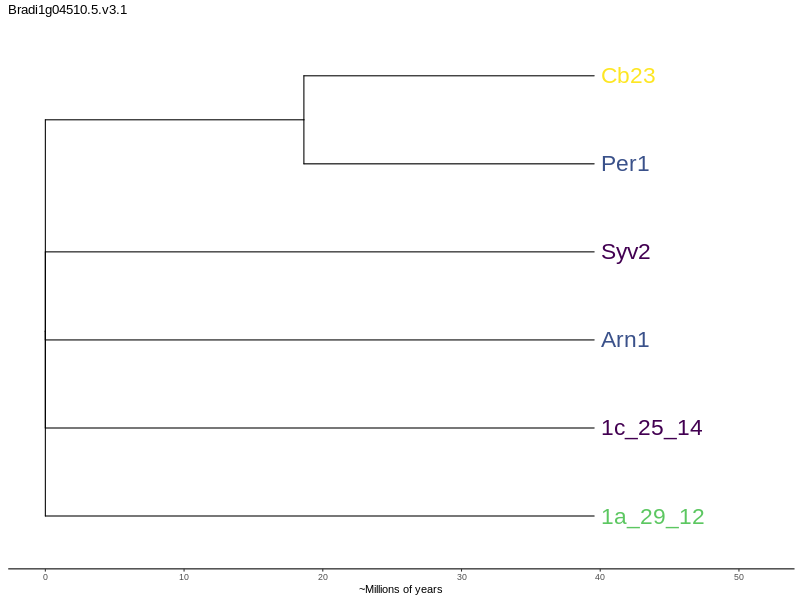 Bradi1g04510.5.v3.1
Cb23
Per1
Syv2
Arn1
1c_25_14
1a_29_12
0 10 20 30 40 50
~Millions of years